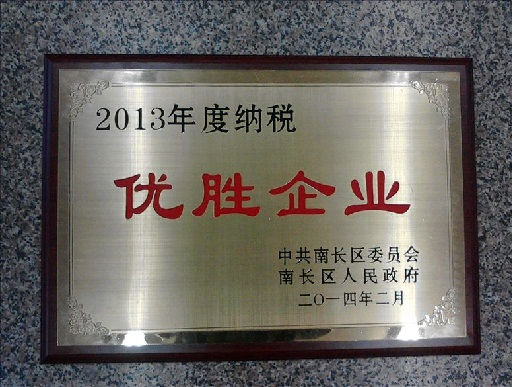 2013年度纳税
优胜企业
中共南长区委员会
南长区人民政府
二〇一四年二月